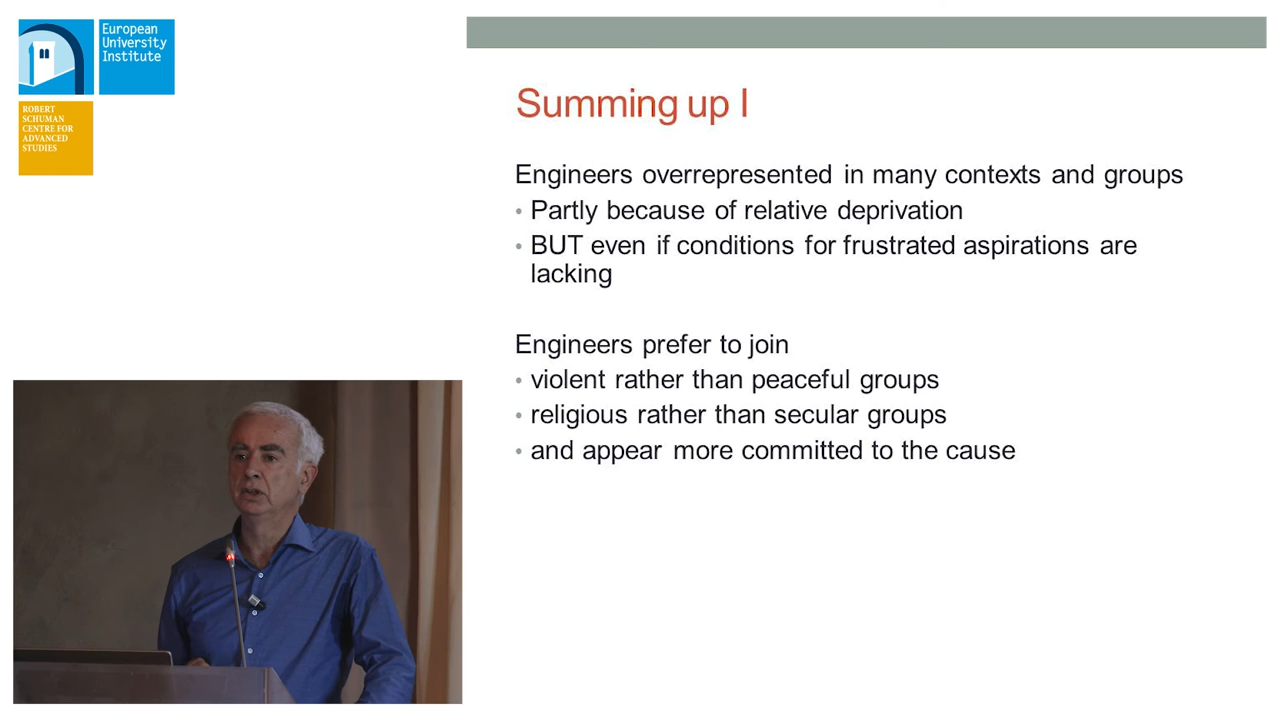 European
University
Institute
ROBERT
SCHUMAN
CENTRE FOR
ADVANCED
STUDIES
Summing up I
Engineers overrepresented in many contexts and groups
• Partly because of relative deprivation
• BUT even if conditions for frustrated aspirations are
lacking
Engineers prefer to join
• violent rather than peaceful groups
• religious rather than secular groups
• and appear more committed to the cause